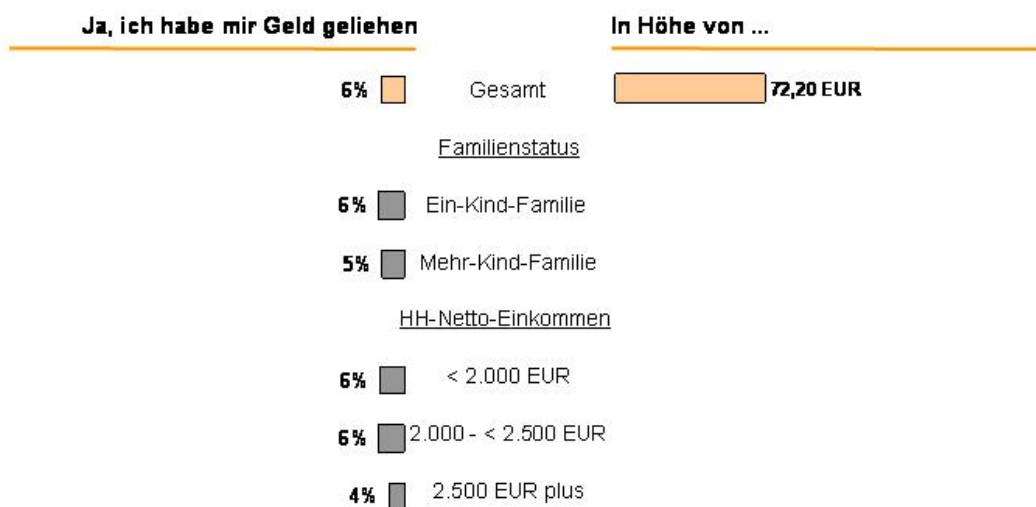 Ja, ich habe mir Geld geliehen In Höhe von ...
6% Gesamt 72,20 EUR
Familienstatus
6% Ein-Kind-Familie
5% Mehr-Kind-Familie
HH-Netto-Einkommen
6% < 2.000 EUR
6% 2.000 - < 2.500 EUR
4% 2.500 EUR plus